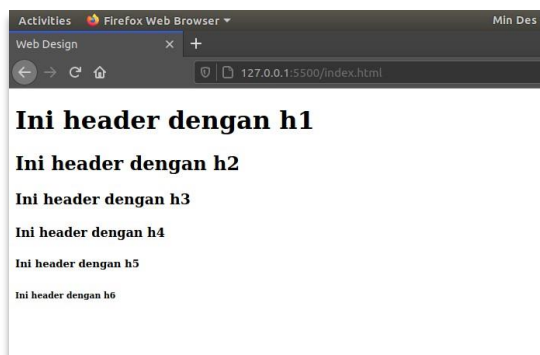 Activities Firefox Web Browser Min Des
Web Design
127.0.0.1:5500/index.html
Ini header dengan h1
Ini header dengan h2
Ini header dengan h3
Ini header dengan h4
Ini header dengan h5
Ini header dengan h6